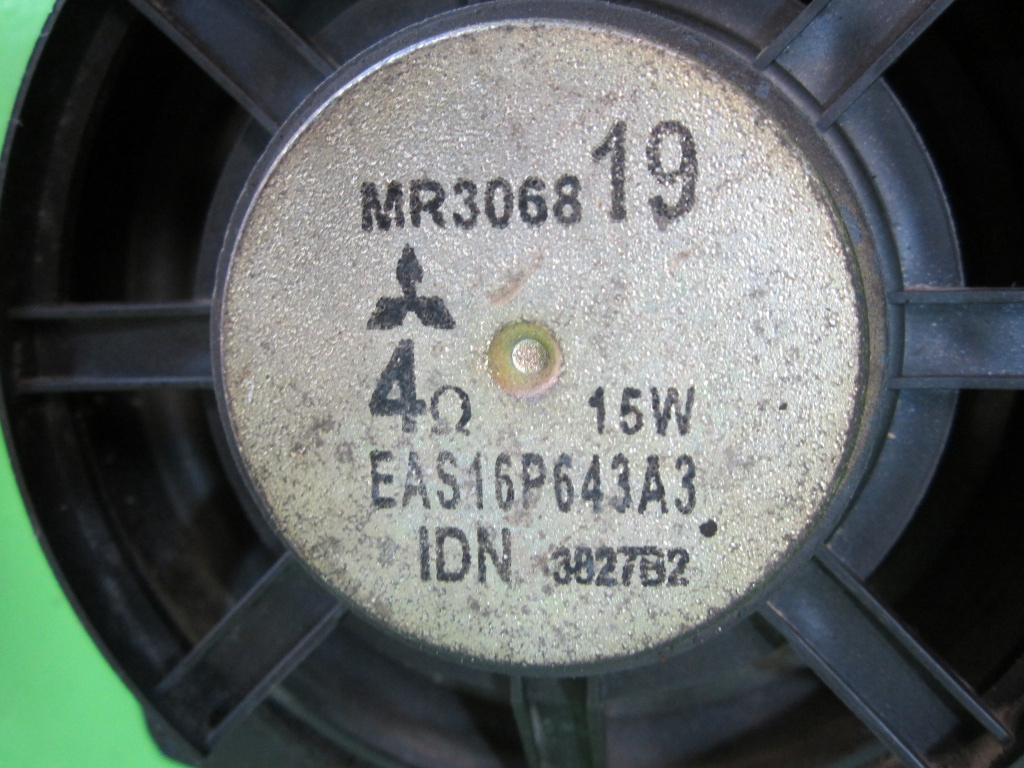 MR306819
4Ω 15W
EAS16P643A3
IDN 3827B2